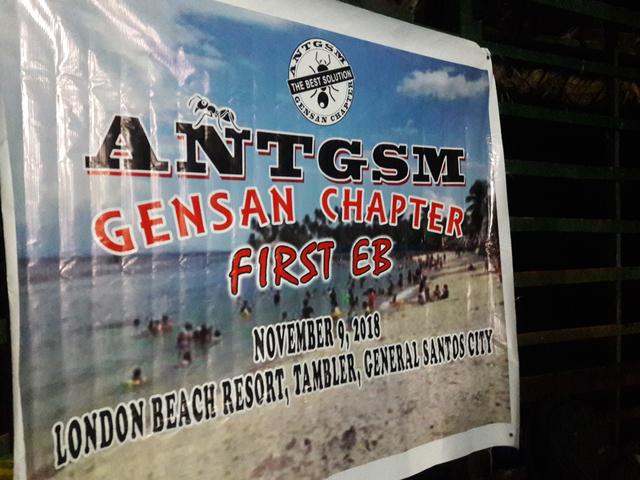 ANTGSM
THE BEST SOLUTION
GENSAN CHAPTER
ANTGSM
GENSAN CHAPTER
FIRST EB
NOVEMBER 9, 2018
LONDON BEACH RESORT, TAMBLER, GENERAL SANTOS CITY